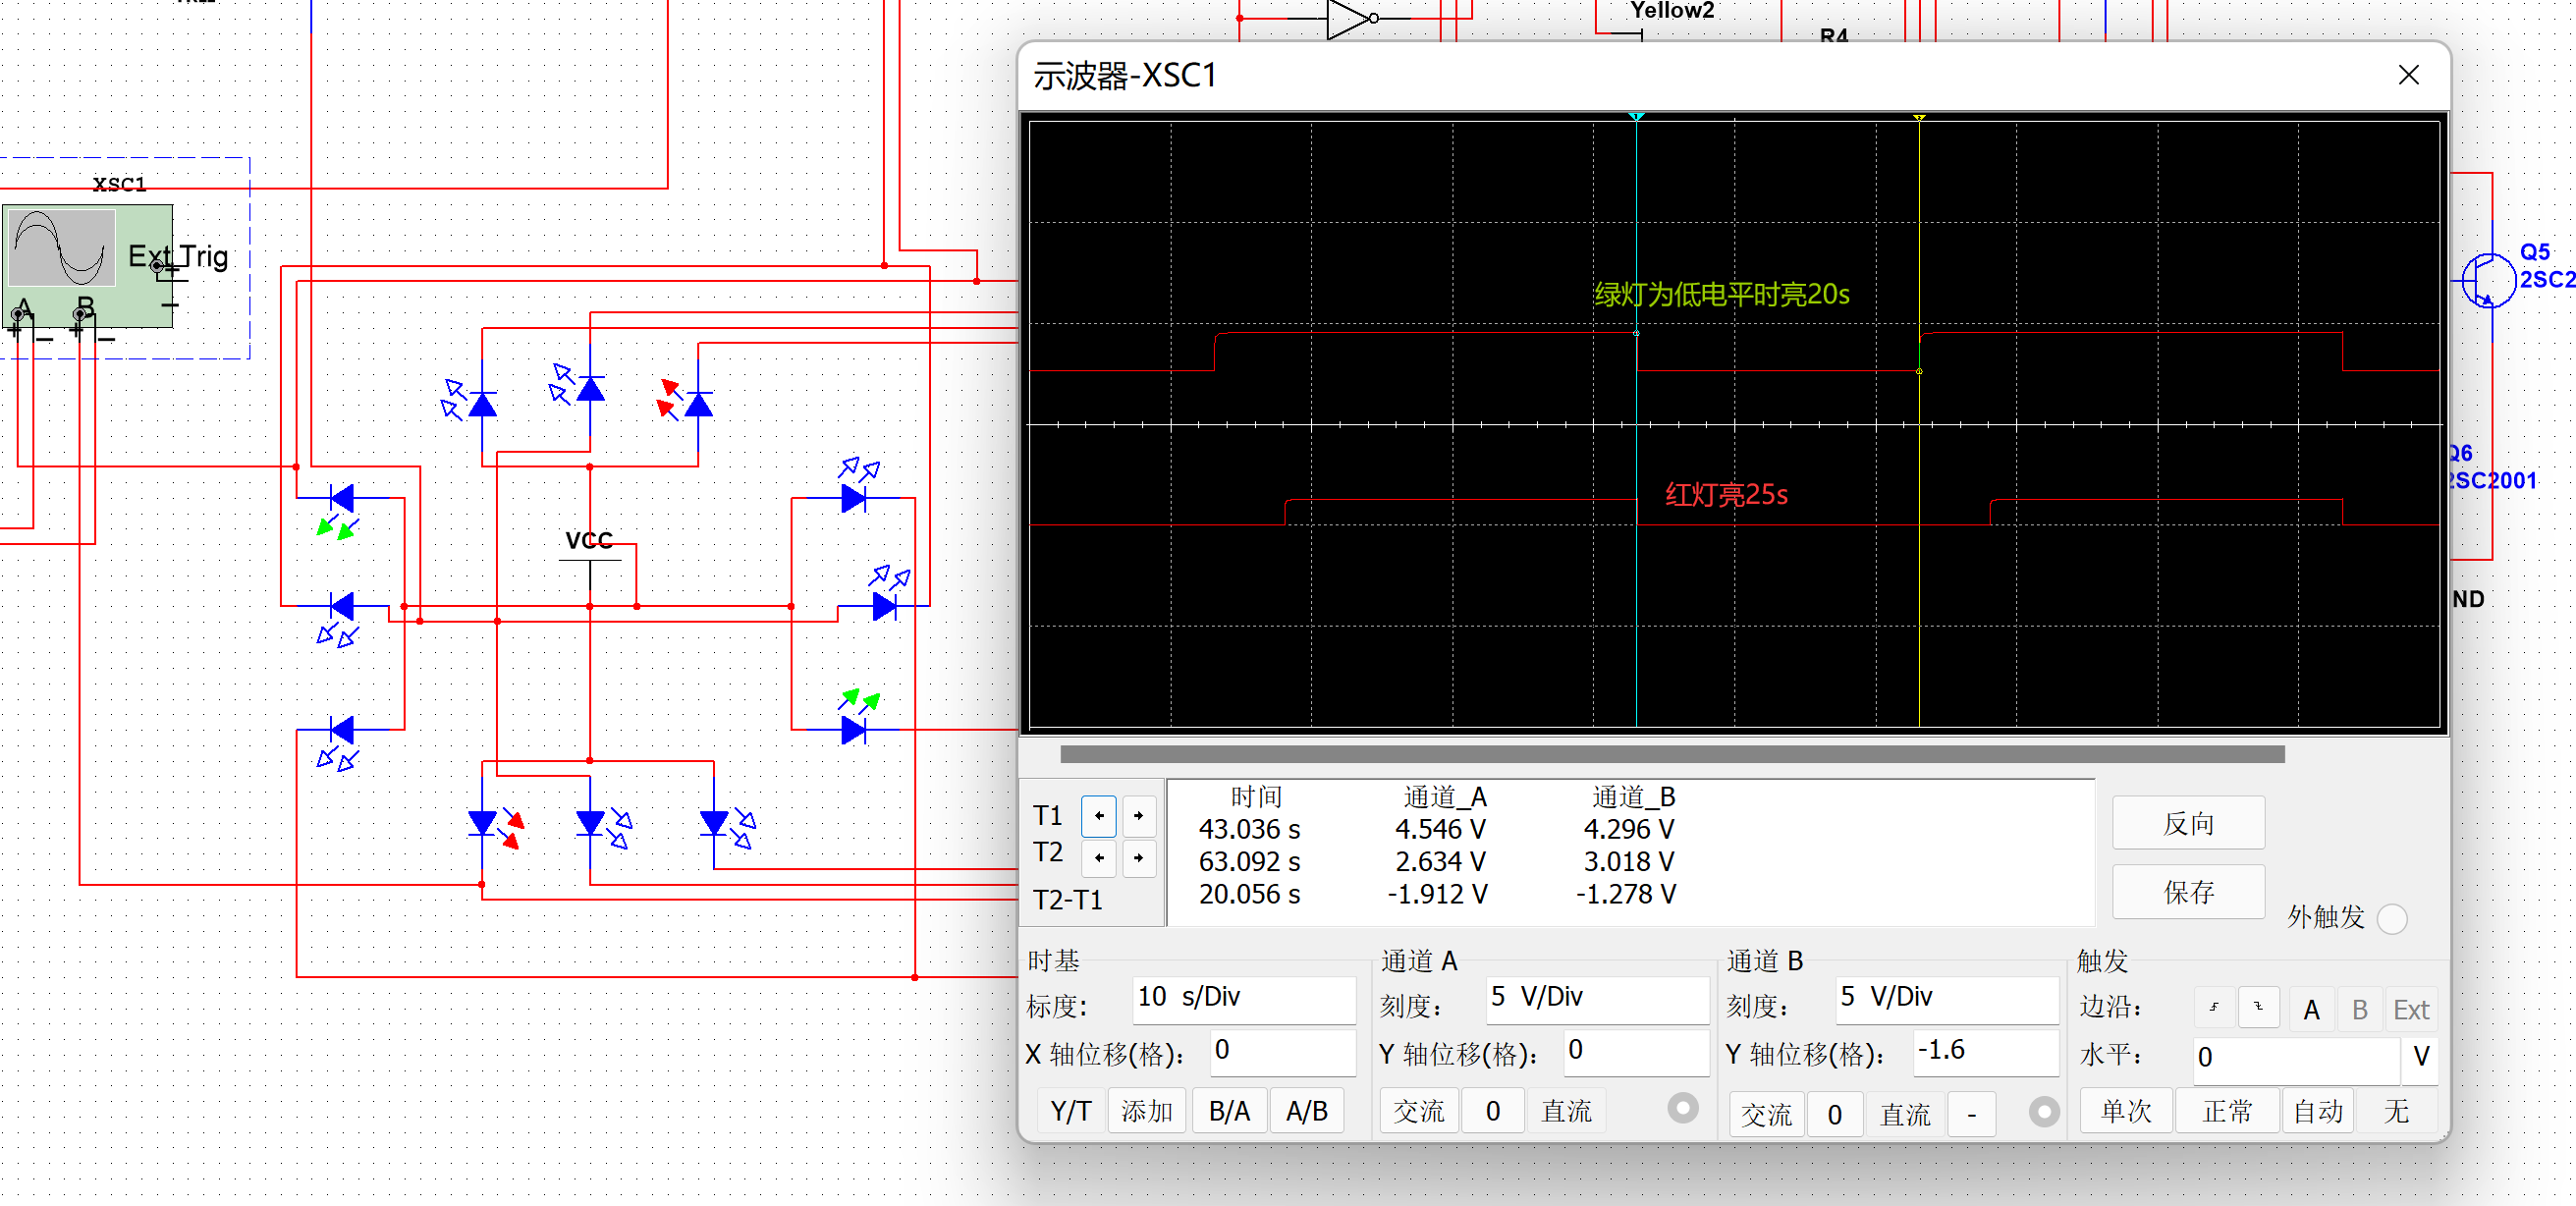 Yellow2
R4
XSC1
Ext Trig
A
B
VCC
Q5
2SC2
Q6
2SC2001
ND
示波器-XSC1
绿灯为低电平时亮20s
红灯亮25s
时间 通道_A 通道_B
T1 43.036 s 4.546 V 4.296 V
T2 63.092 s 2.634 V 3.018 V
T2-T1 20.056 s -1.912 V -1.278 V
反向
保存
外触发
时基
标度: 10 s/Div
X 轴位移(格): 0
Y/T 添加 B/A A/B
通道 A
刻度: 5 V/Div
Y 轴位移(格): 0
交流 0 直流
通道 B
刻度: 5 V/Div
Y 轴位移(格): -1.6
交流 0 直流 -
触发
边沿: A B Ext
水平: 0 V
单次 正常 自动 无